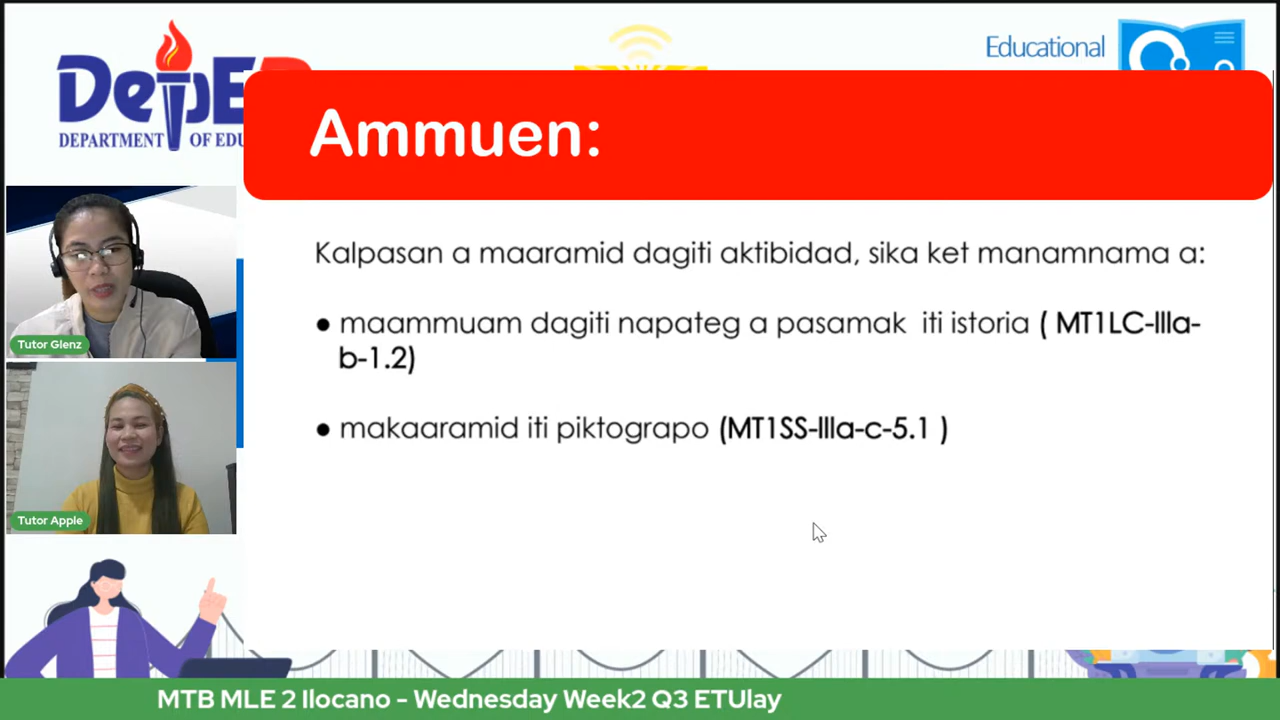 DepED
DEPARTMENT OF EDU
Educational
Ammuen:
Kalpasan a maaramid dagiti aktibidad, sika ket manamnama a:
● maammuam dagiti napateg a pasamak iti istoria ( MT1LC-IIIa-
b-1.2)
● makaaramid iti piktograpo (MT1SS-IIIa-c-5.1 )
Tutor Glenz
Tutor Apple
MTB MLE 2 Ilocano - Wednesday Week2 Q3 ETUlay